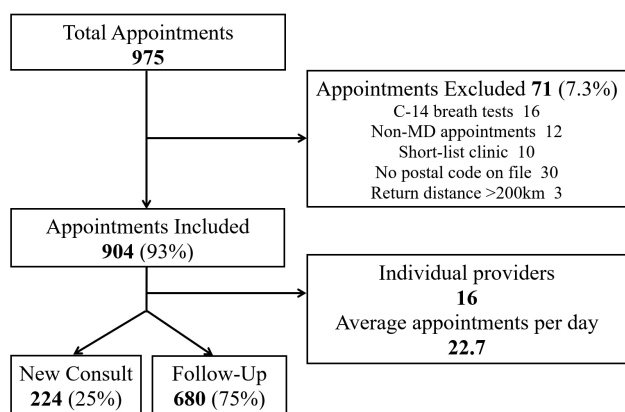 Total Appointments
975
Appointments Excluded 71 (7.3%)
C-14 breath tests 16
Non-MD appointments 12
Short-list clinic 10
No postal code on file 30
Return distance >200km 3
Appointments Included
904 (93%)
Individual providers
16
Average appointments per day
22.7
New Consult
224 (25%)
Follow-Up
680 (75%)